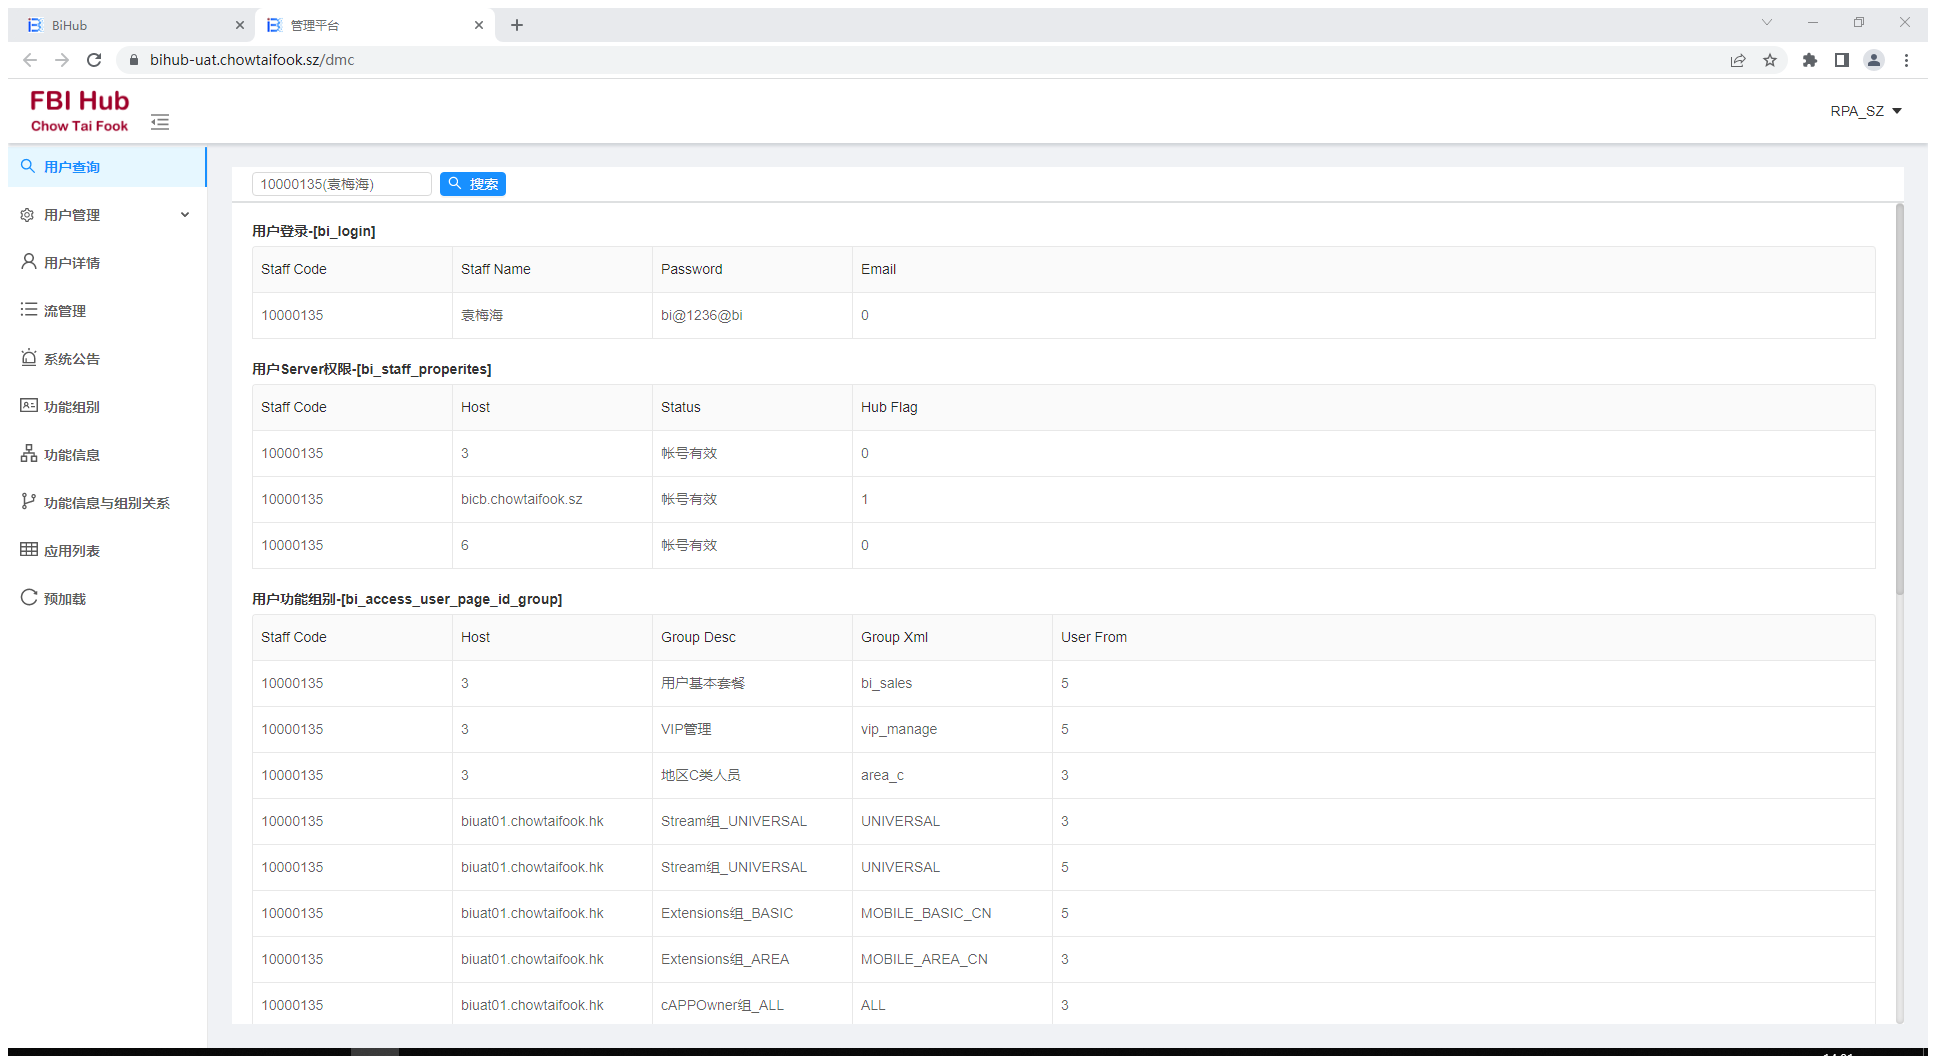 BiHub
管理平台
bihub-uat.chowtaifook.sz/dmc
FBI Hub
Chow Tai Fook
RPA_SZ
用户查询
用户管理
用户详情
流管理
系统公告
功能组别
功能信息
功能信息与组别关系
应用列表
预加载
10000135(袁梅海) 搜索
用户登录-[bi_login]
Staff Code Staff Name Password Email
10000135 袁梅海 bi@1236@bi 0
用户Server权限-[bi_staff_properites]
Staff Code Host Status Hub Flag
10000135 3 帐号有效 0
10000135 bicb.chowtaifook.sz 帐号有效 1
10000135 6 帐号有效 0
用户功能组别-[bi_access_user_page_id_group]
Staff Code Host Group Desc Group Xml User From
10000135 3 用户基本套餐 bi_sales 5
10000135 3 VIP管理 vip_manage 5
10000135 3 地区C类人员 area_c 3
10000135 biuat01.chowtaifook.hk Stream组_UNIVERSAL UNIVERSAL 3
10000135 biuat01.chowtaifook.hk Stream组_UNIVERSAL UNIVERSAL 5
10000135 biuat01.chowtaifook.hk Extensions组_BASIC MOBILE_BASIC_CN 5
10000135 biuat01.chowtaifook.hk Extensions组_AREA MOBILE_AREA_CN 3
10000135 biuat01.chowtaifook.hk cAPPOwner组_ALL ALL 3